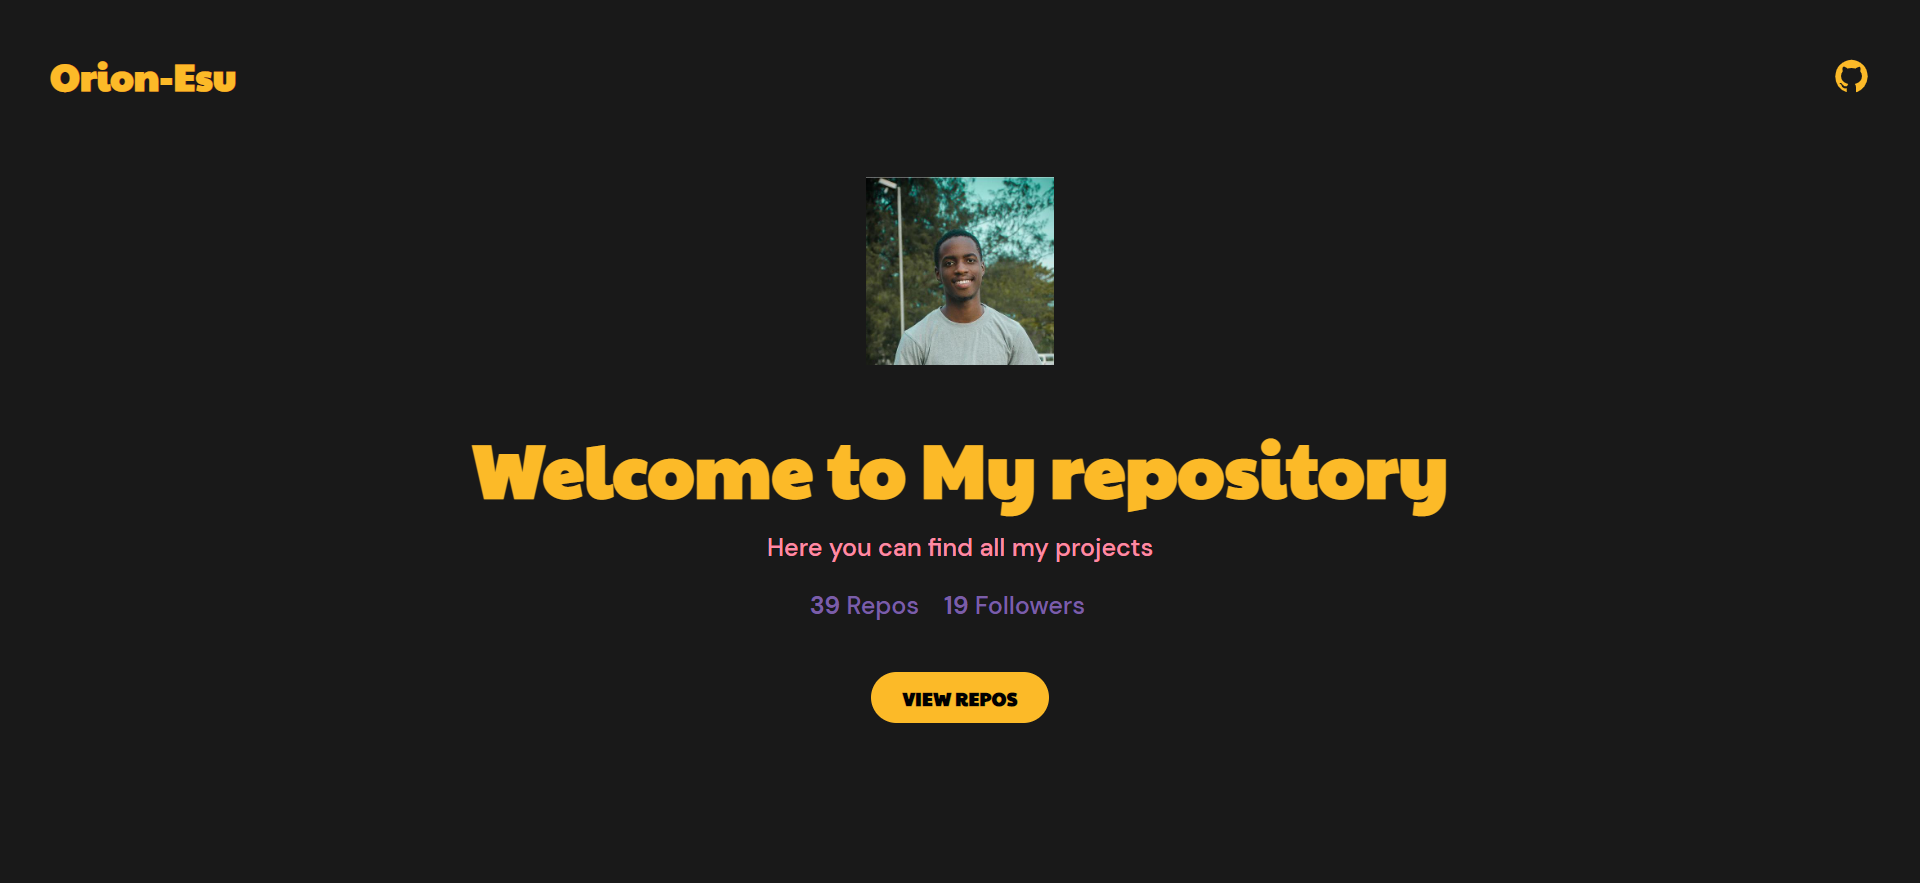 Orion-Esu
Welcome to My repository
Here you can find all my projects
39 Repos 19 Followers
VIEW REPOS